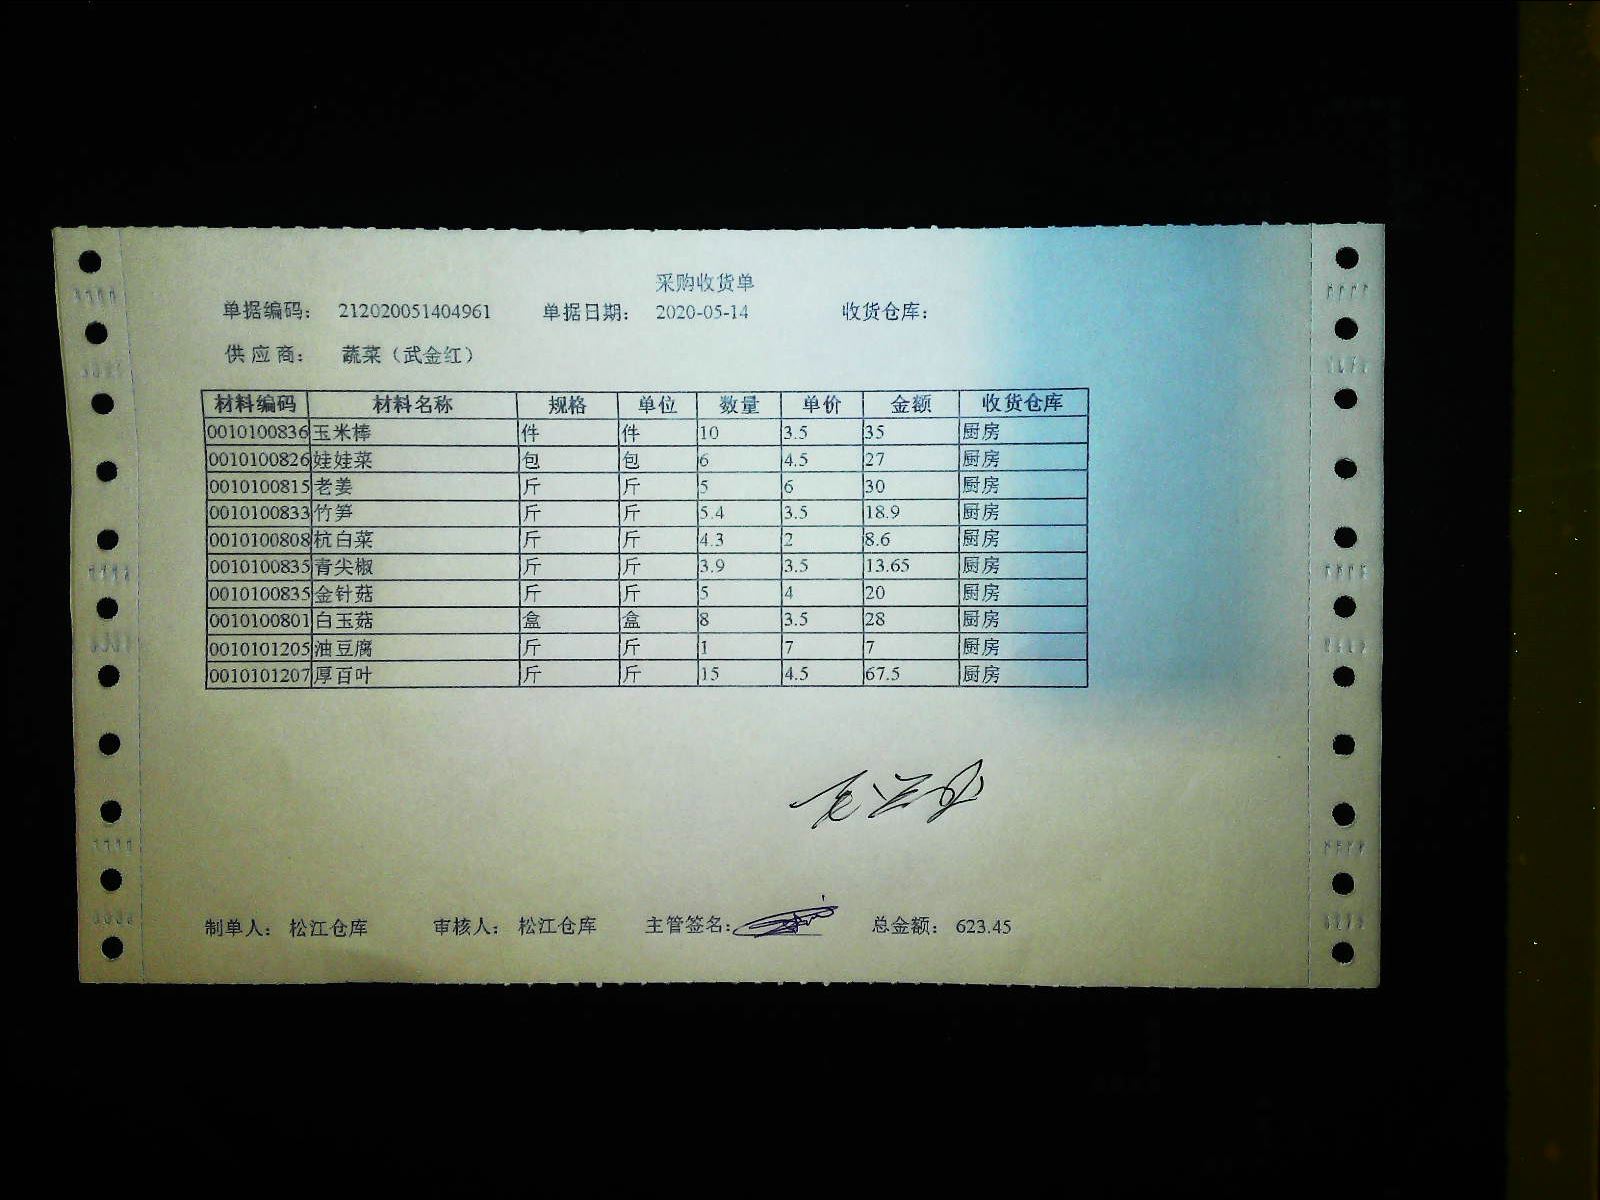 采购收货单
单据编码： 212020051404961 单据日期： 2020-05-14 收货仓库：
供应商： 蔬菜（武金红）
材料编码 材料名称 规格 单位 数量 单价 金额 收货仓库
0010100836 玉米棒 件 件 10 3.5 35 厨房
0010100826 娃娃菜 包 包 6 4.5 27 厨房
0010100815 老姜 斤 斤 5 6 30 厨房
0010100833 竹笋 斤 斤 5.4 3.5 18.9 厨房
0010100808 杭白菜 斤 斤 4.3 2 8.6 厨房
0010100835 青尖椒 斤 斤 3.9 3.5 13.65 厨房
0010100835 金针菇 斤 斤 5 4 20 厨房
0010100801 白玉菇 盒 盒 8 3.5 28 厨房
0010101205 油豆腐 斤 斤 1 7 7 厨房
0010101207 厚百叶 斤 斤 15 4.5 67.5 厨房
制单人： 松江仓库 审核人： 松江仓库 主管签名： 总金额： 623.45